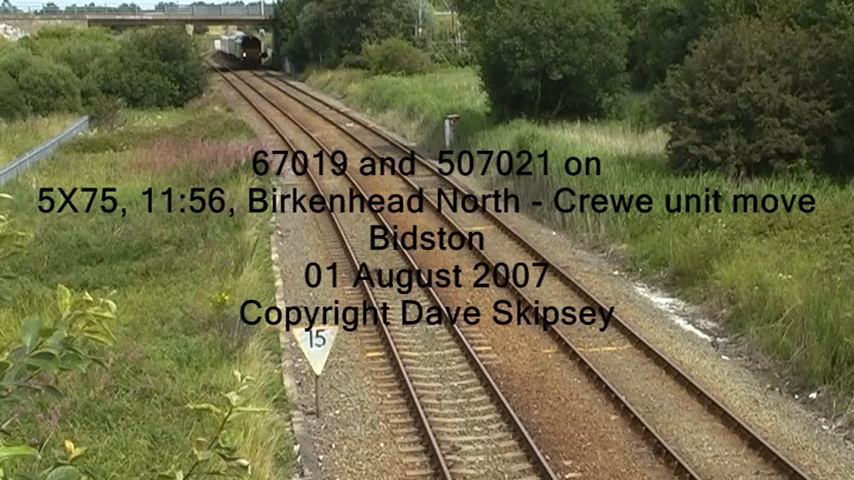 67019 and  507021 on
5X75, 11:56, Birkenhead North - Crewe unit move
Bidston
01 August 2007
Copyright Dave Skipsey
15